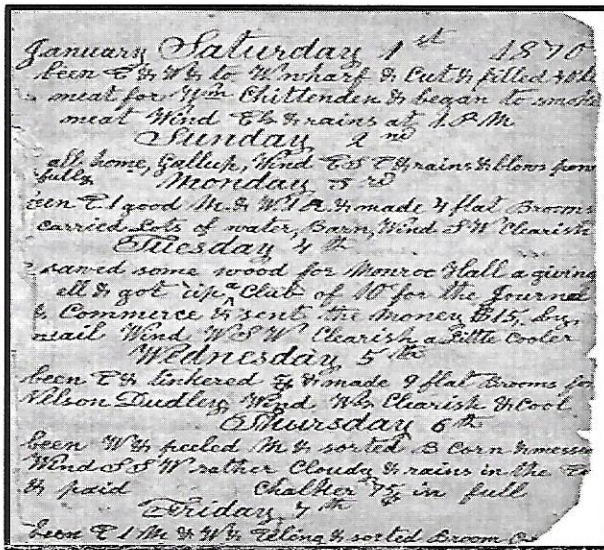 January Saturday 1st 1870
been E & W & to Wharf & Cut & filled
meat for Wm Chittenden & began to smoke
meat Wind E & rains at 1 P M
Sunday 2nd
all home, Gallup, Wind E S E & rains & blows
fully Monday 3rd
een E 1 good M & W & made 4 flat Brooms
carried Lots of water, Barn, Wind S W Clearish
Tuesday 4th
sawed some wood for Monroe Hall a giving
ell & got up a Club of 10 for the Journal
& Commerce & sent the money $15, by
mail Wind W S W Clearish a Little Cooler
Wednesday 5th
been E & tinkered & made 9 flat Brooms for
Nelson Dudley, Wind W Clearish & Cool
Thursday 6th
been W & peeled M & sorted B Corn &
Wind S S W rather Cloudy & rains in the
& paid Chalker 75 in full
Friday 7th
been E 1 M & W & & sorted Broom